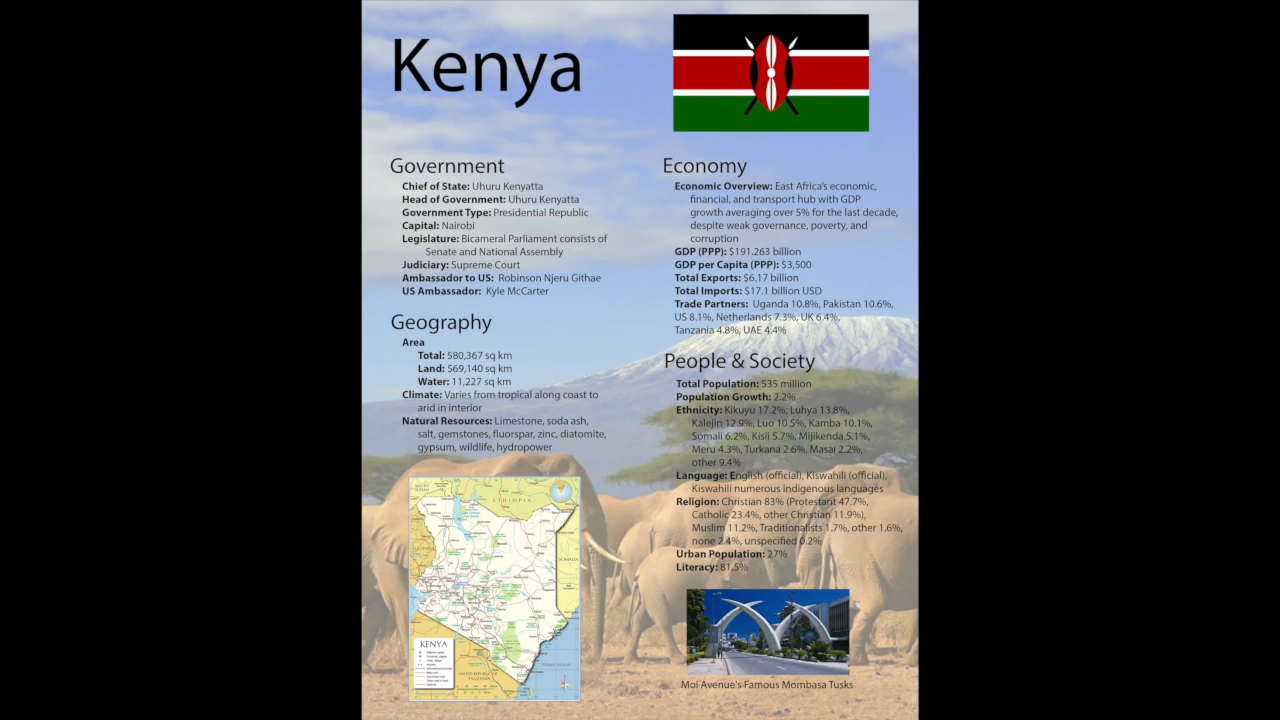 Kenya
Government
Chief of State: Uhuru Kenyatta
Head of Government: Uhuru Kenyatta
Government Type: Presidential Republic
Capital: Nairobi
Legislature: Bicameral Parliament consists of
Senate and National Assembly
Judiciary: Supreme Court
Ambassador to US: Robinson Njeru Githae
US Ambassador: Kyle McCarter
Geography
Area
Total: 580,367 sq km
Land: 569,140 sq km
Water: 11,227 sq km
Climate: Varies from tropical along coast to
arid in interior
Natural Resources: Limestone, soda ash,
salt, gemstones, fluorspar, zinc, diatomite,
gypsum, wildlife, hydropower
ETHIOPIA
UGANDA
SOMALIA
KENYA
UNITED REPUBLIC OF
TANZANIA
Economy
Economic Overview: East Africa's economic,
financial, and transport hub with GDP
growth averaging over 5% for the last decade,
despite weak governance, poverty, and
corruption
GDP (PPP): $191.263 billion
GDP per Capita (PPP): $3,500
Total Exports: $6.17 billion
Total Imports: $17.1 billion USD
Trade Partners: Uganda 10.8%, Pakistan 10.6%,
US 8.1%, Netherlands 7.3%, UK 6.4%,
Tanzania 4.8%, UAE 4.4%
People & Society
Total Population: 535 million
Population Growth: 2.2%
Ethnicity: Kikuyu 17.2%, Luhya 13.8%,
Kalejin 12.9%, Luo 10.5%, Kamba 10.1%,
Somali 6.2%, Kisii 5.7%, Mijikenda 5.1%,
Meru 4.3%, Turkana 2.6%, Masai 2.2%,
other 9.4%
Language: English (official), Kiswahili (official),
Kiswahili numerous indigenous languages
Religion: Christian 83% (Protestant 47.7%,
Catholic 23.4%, other Christian 11.9%),
Muslim 11.2%, Traditionalists 1.7%, other 1.6%,
none 2.4%, unspecified 0.2%
Urban Population: 27%
Literacy: 81.5%
Moi Avenue's Famous Mombasa Tusks